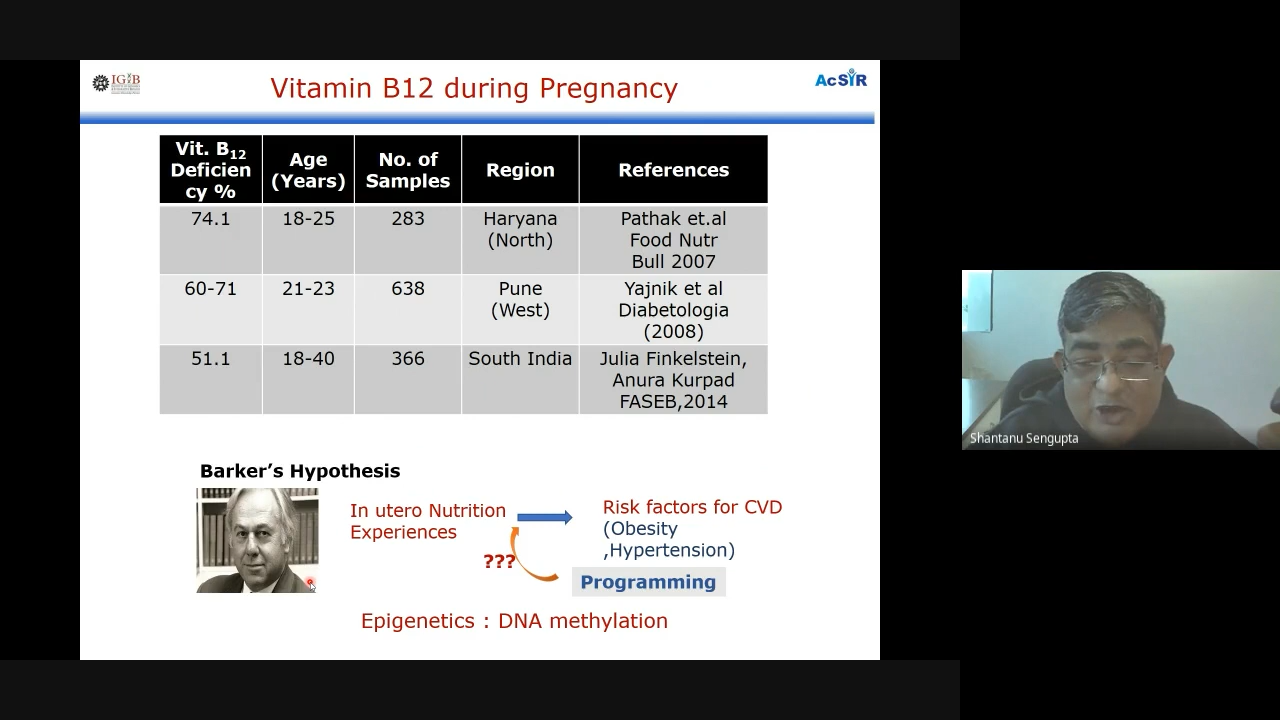 IGIB
AcSIR
Vitamin B12 during Pregnancy
Vit. B12
Deficien
cy %
Age
(Years)
No. of
Samples
Region
References
74.1
18-25
283
Haryana
(North)
Pathak et.al
Food Nutr
Bull 2007
60-71
21-23
638
Pune
(West)
Yajnik et al
Diabetologia
(2008)
51.1
18-40
366
South India
Julia Finkelstein,
Anura Kurpad
FASEB,2014
Barker’s Hypothesis
In utero Nutrition
Experiences
???
Risk factors for CVD
(Obesity
,Hypertension)
Programming
Epigenetics : DNA methylation
Shantanu Sengupta